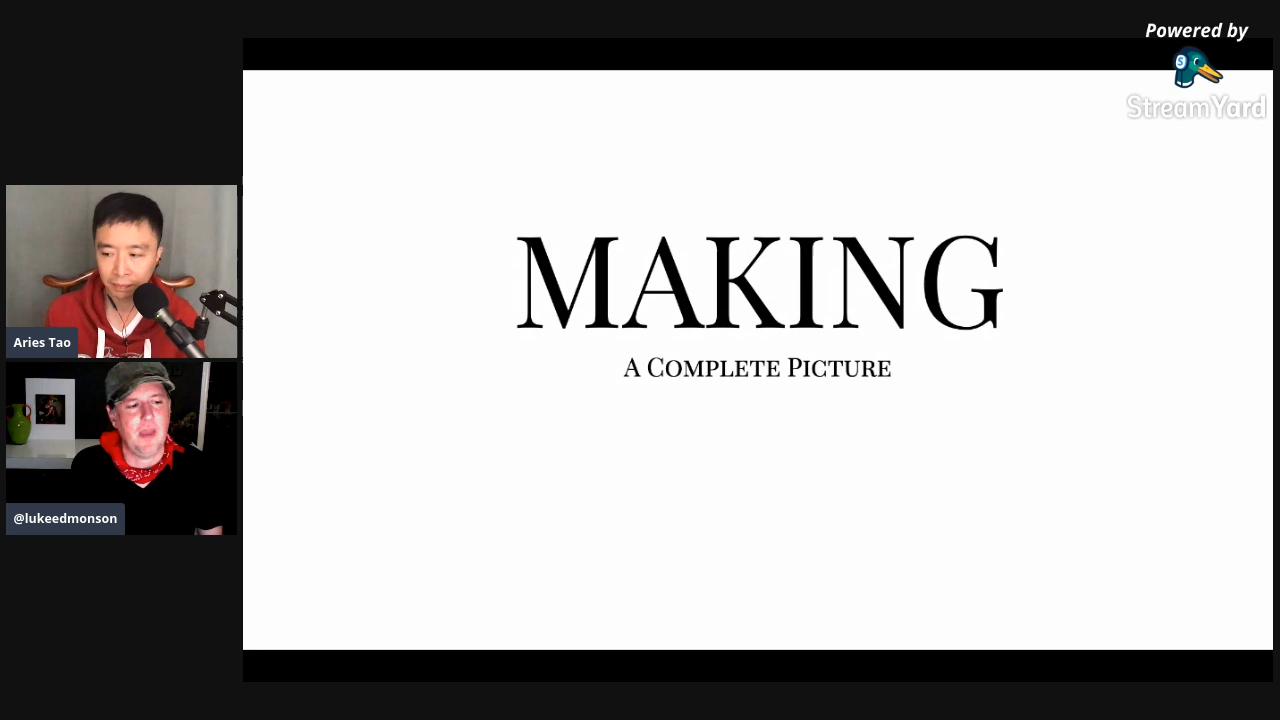 Powered by
StreamYard
MAKING
A Complete Picture
Aries Tao
@lukeedmonson